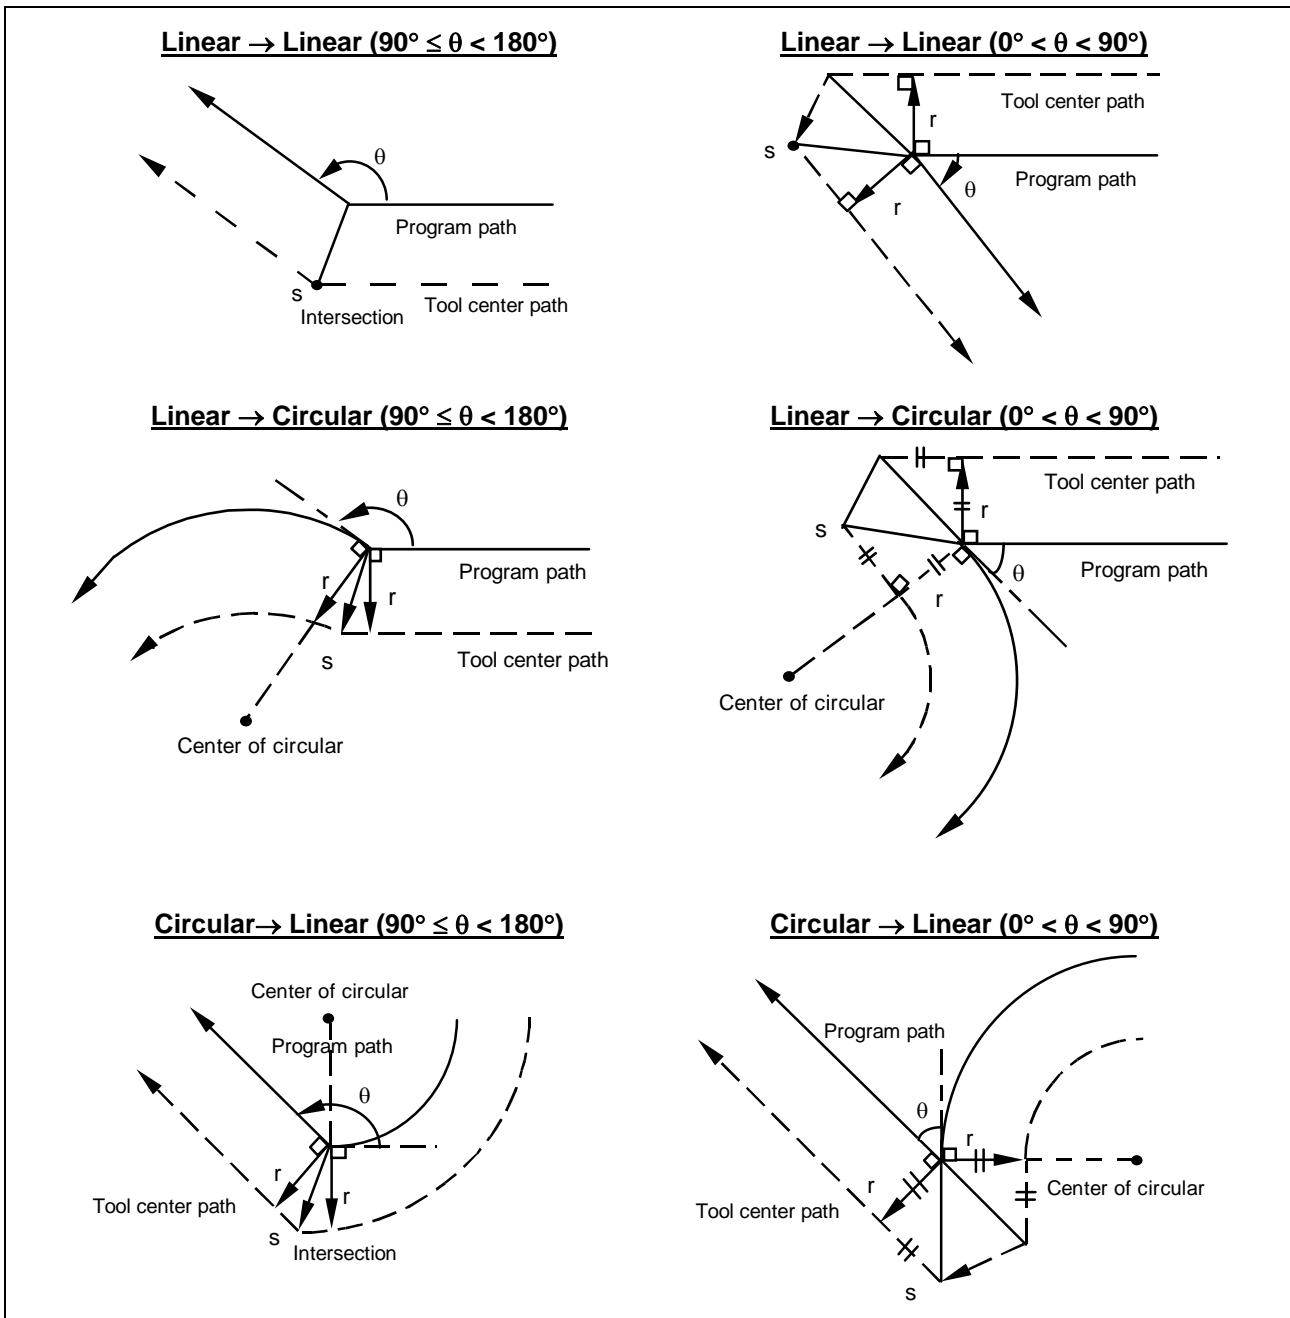 Linear → Linear (90° ≤ θ < 180°)
θ
Program path
s
Intersection
Tool center path
Linear → Linear (0° < θ < 90°)
Tool center path
r
s
Program path
θ
r
Linear → Circular (90° ≤ θ < 180°)
θ
Program path
r
r
s
Tool center path
Center of circular
Linear → Circular (0° < θ < 90°)
Tool center path
r
s
Program path
θ
r
Center of circular
Circular→ Linear (90° ≤ θ < 180°)
Center of circular
Program path
θ
r
r
Tool center path
s
Intersection
Circular → Linear (0° < θ < 90°)
Program path
θ
r
r
Center of circular
Tool center path
s